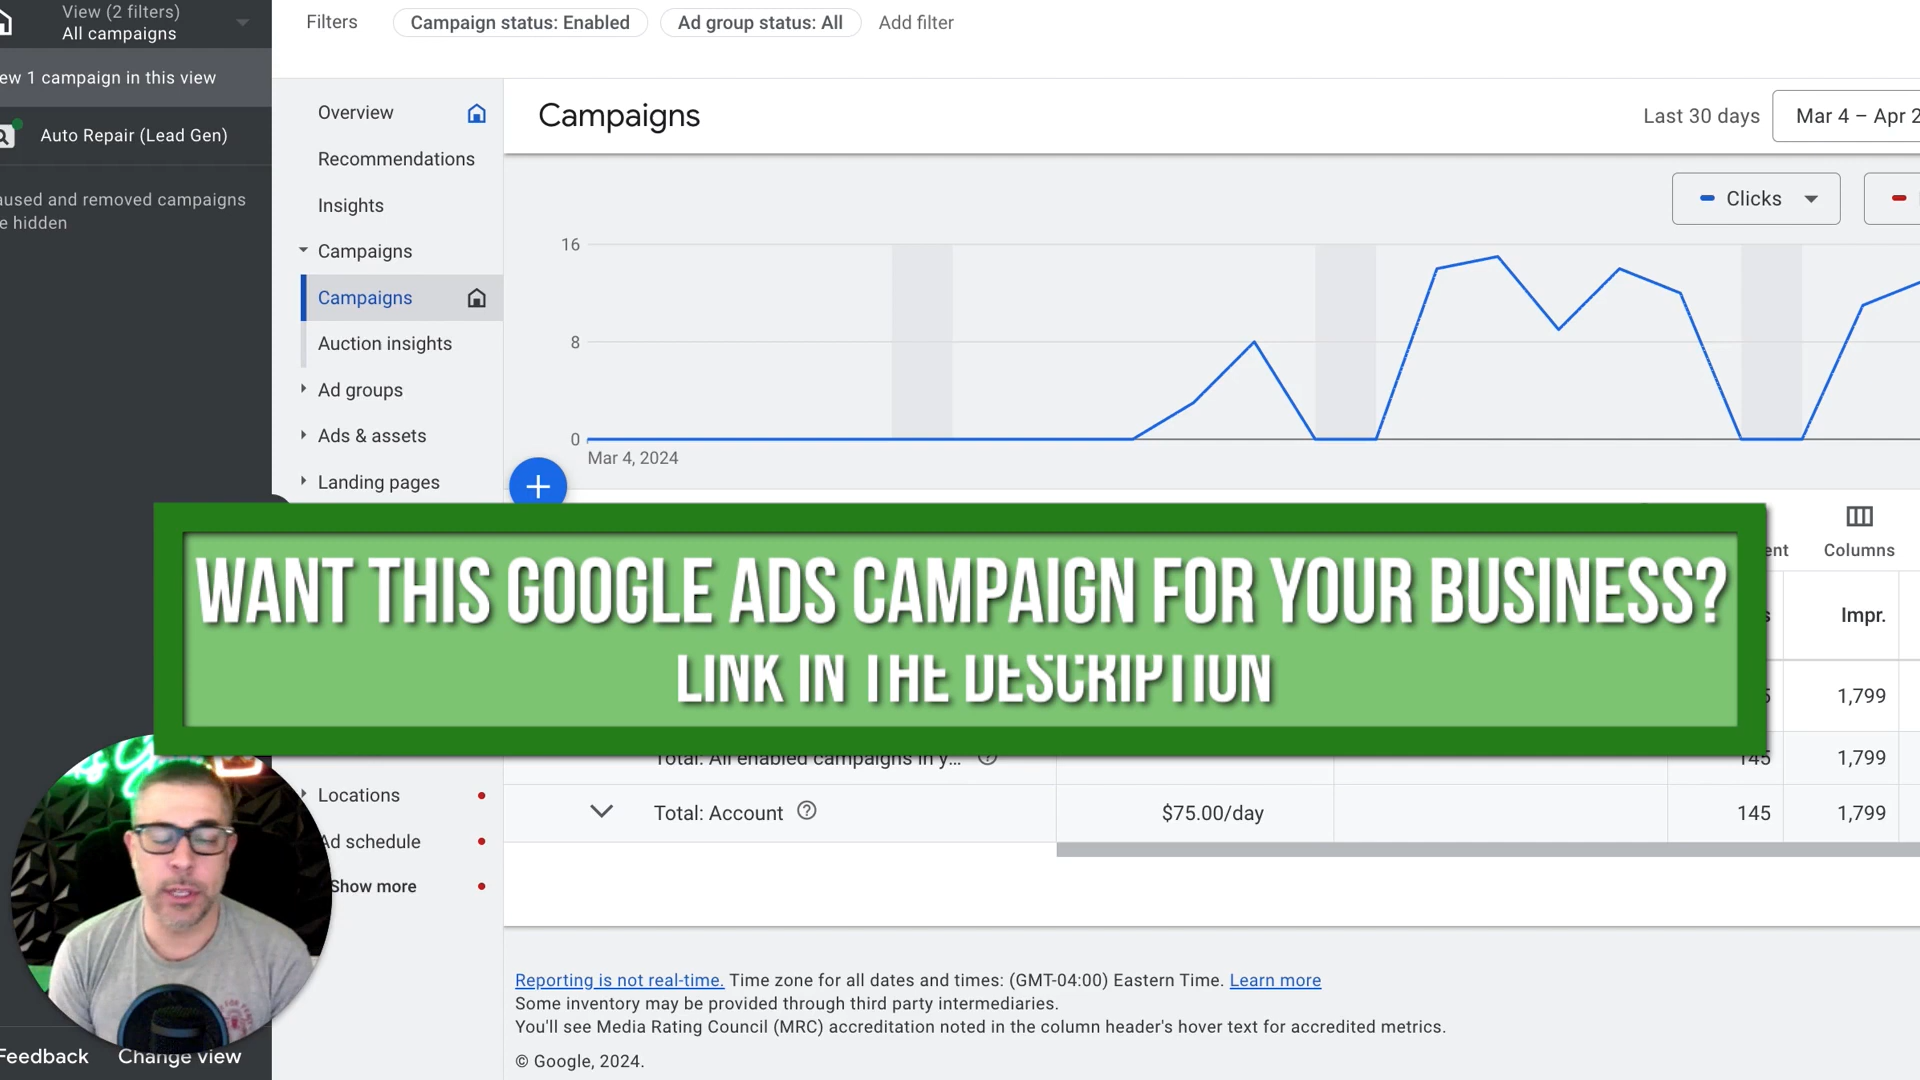 View (2 filters)
All campaigns
Filters
Campaign status: Enabled
Ad group status: All
Add filter
ew 1 campaign in this view
Auto Repair (Lead Gen)
aused and removed campaigns
e hidden
Overview
Recommendations
Insights
Campaigns
Campaigns
Auction insights
Ad groups
Ads & assets
Landing pages
Campaigns
Last 30 days
Mar 4 – Apr 2
Clicks
16
8
0
Mar 4, 2024
WANT THIS GOOGLE ADS CAMPAIGN FOR YOUR BUSINESS?
LINK IN THE DESCRIPTION
Columns
Impr.
1,799
Total: All enabled campaigns in y...
145
1,799
Total: Account
$75.00/day
145
1,799
Locations
Ad schedule
Show more
Reporting is not real-time. Time zone for all dates and times: (GMT-04:00) Eastern Time. Learn more
Some inventory may be provided through third party intermediaries.
You'll see Media Rating Council (MRC) accreditation noted in the column header's hover text for accredited metrics.
© Google, 2024.
Feedback
Change view